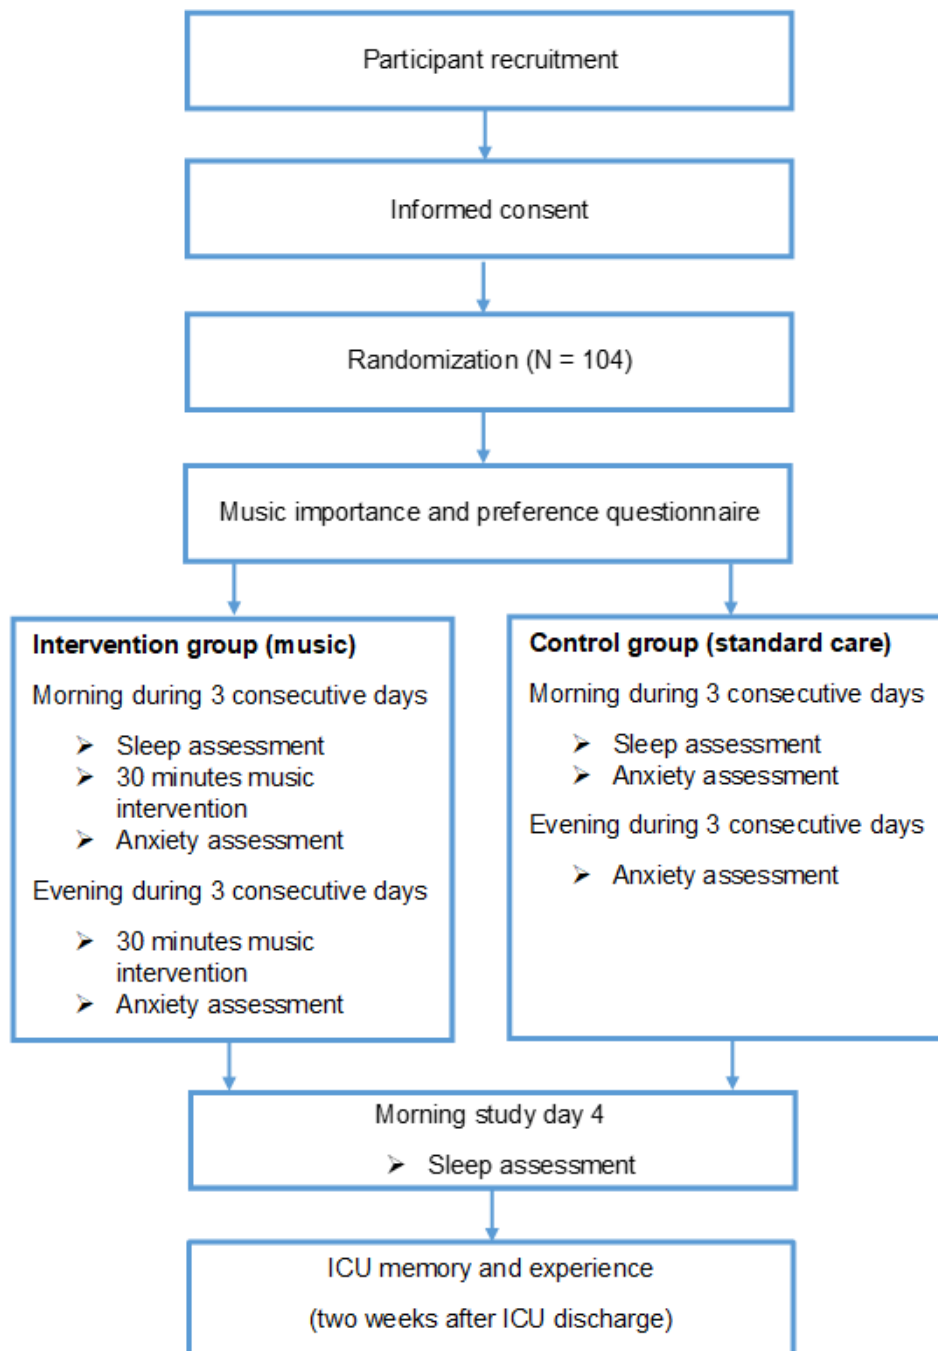 Participant recruitment
Informed consent
Randomization (N = 104)
Music importance and preference questionnaire
Intervention group (music)
Morning during 3 consecutive days
➢ Sleep assessment
➢ 30 minutes music
intervention
➢ Anxiety assessment
Evening during 3 consecutive days
➢ 30 minutes music
intervention
➢ Anxiety assessment
Control group (standard care)
Morning during 3 consecutive days
➢ Sleep assessment
➢ Anxiety assessment
Evening during 3 consecutive days
➢ Anxiety assessment
Morning study day 4
➢ Sleep assessment
ICU memory and experience
(two weeks after ICU discharge)